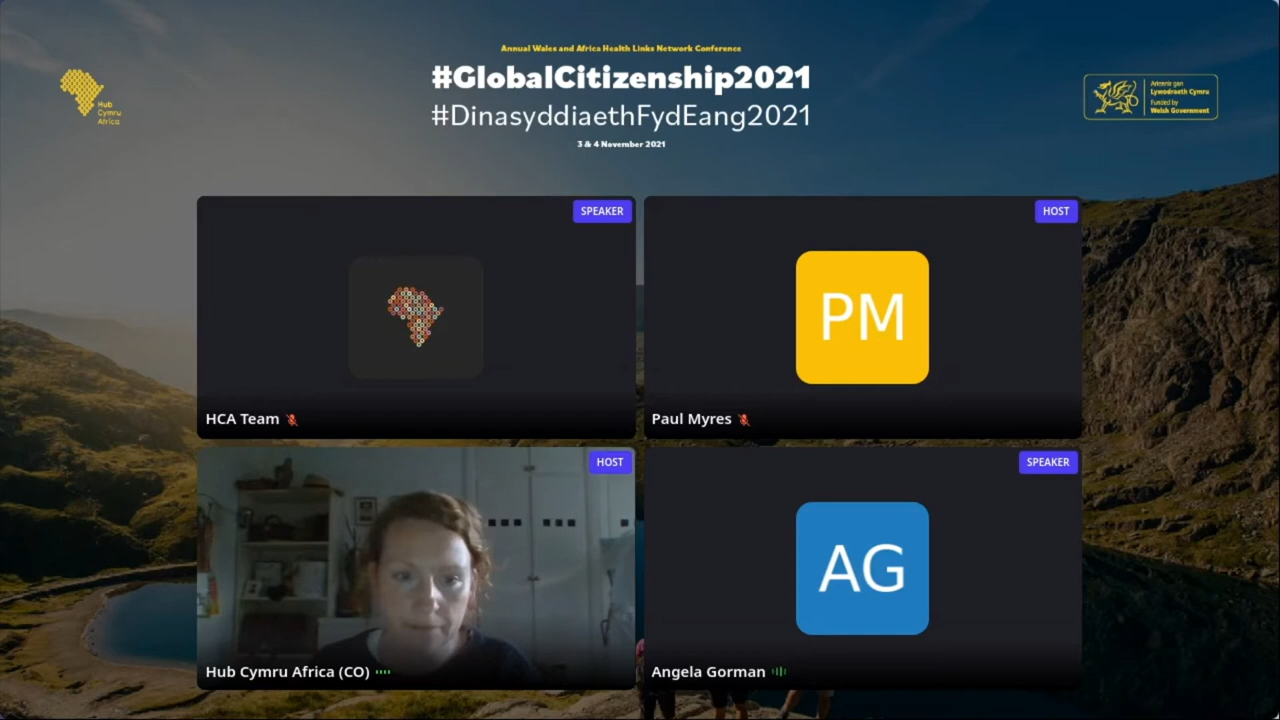 Annual Wales and Africa Health Links Network Conference
#GlobalCitizenship2021
#DinasyddiaethFydEang2021
3 & 4 November 2021
Hub
Cymru
Africa
Ariennir gan
Lywodraeth Cymru
Funded by
Welsh Government
SPEAKER
HCA Team
HOST
PM
Paul Myres
HOST
Hub Cymru Africa (CO)
SPEAKER
AG
Angela Gorman